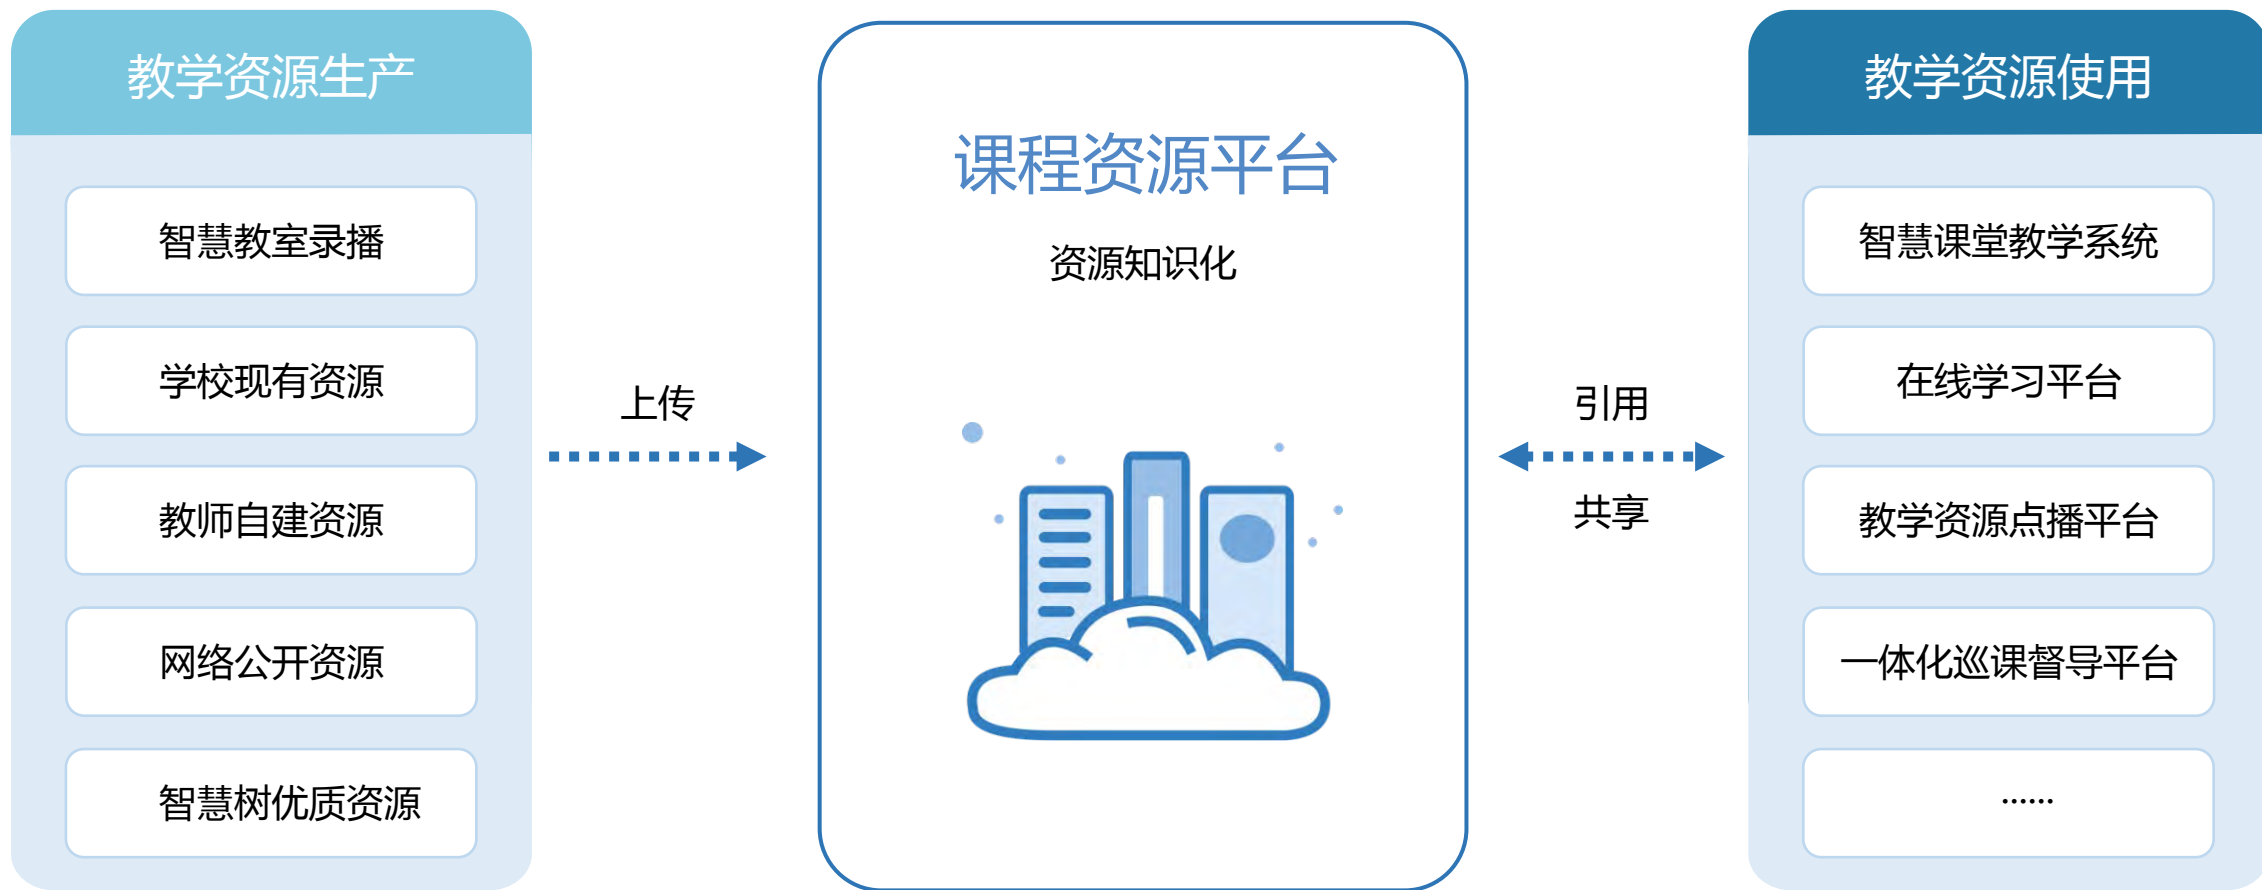 教学资源生产
智慧教室录播
学校现有资源
教师自建资源
网络公开资源
智慧树优质资源
上传
课程资源平台
资源知识化
引用
共享
教学资源使用
智慧课堂教学系统
在线学习平台
教学资源点播平台
一体化巡课督导平台
……